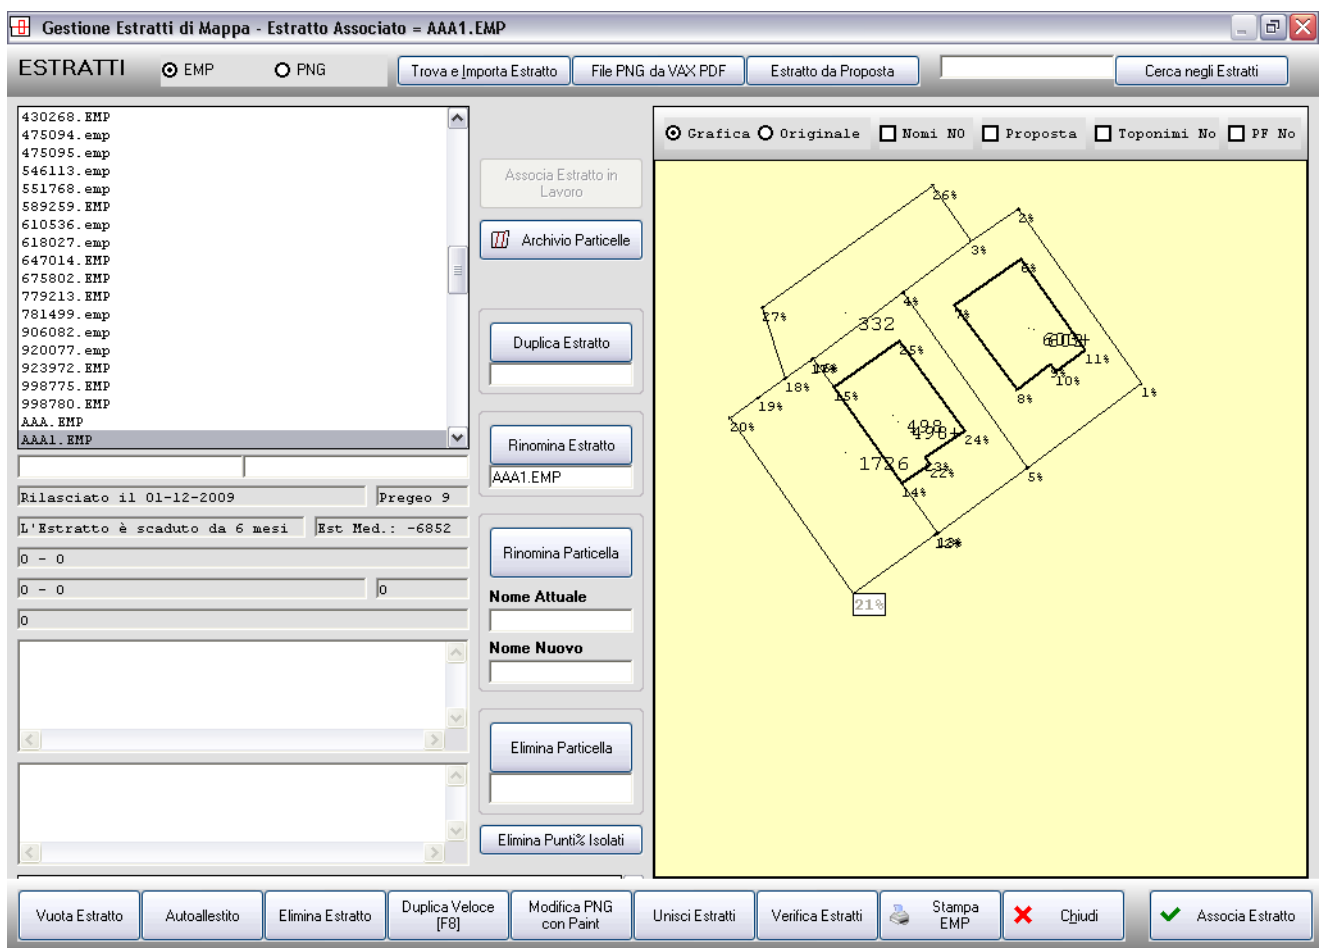 Gestione Estratti di Mappa - Estratto Associato = AAA1.EMP
ESTRATTI
EMP
PNG
Trova e Importa Estratto
File PNG da VAX PDF
Estratto da Proposta
Cerca negli Estratti
430268.EMP
475094.emp
475095.emp
546113.emp
551768.emp
589259.EMP
610536.emp
618027.emp
647014.EMP
675802.EMP
779213.EMP
781499.emp
906082.emp
920077.emp
923972.EMP
998775.EMP
998780.EMP
AAA.EMP
AAA1.EMP
Rilasciato il 01-12-2009
Pregeo 9
L'Estratto è scaduto da 6 mesi
Est Med.: -6852
0 - 0
0 - 0
0
0
Associa Estratto in
Lavoro
Archivio Particelle
Duplica Estratto
Rinomina Estratto
AAA1.EMP
Rinomina Particella
Nome Attuale
Nome Nuovo
Elimina Particella
Elimina Punti% Isolati
Grafica
Originale
Nomi NO
Proposta
Toponimi No
PF No
26%
2%
3%
6%
4%
27%
7%
332
25%
11%
9%
10%
18%
15%
8%
1%
19%
20%
498
498+
24%
1726
23%
22%
5%
14%
21%
Vuota Estratto
Autoallestito
Elimina Estratto
Duplica Veloce
[F8]
Modifica PNG
con Paint
Unisci Estratti
Verifica Estratti
Stampa
EMP
Chiudi
Associa Estratto